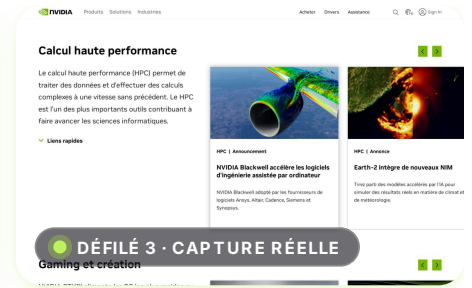 NVIDIA
Produits Solutions Industries
Acheter Drivers Assistance
Sign In
Calcul haute performance
Le calcul haute performance (HPC) permet de
traiter des données et d'effectuer des calculs
complexes à une vitesse sans précédent. Le HPC
est l'un des plus importants outils contribuant à
faire avancer les sciences informatiques.
Liens rapides
HPC | Announcement
NVIDIA Blackwell accélère les logiciels
d'ingénierie assistée par ordinateur
NVIDIA Blackwell adopté par les fournisseurs de
logiciels Ansys, Altair, Cadence, Siemens et
Synopsys.
HPC | Annonce
Earth-2 intègre de nouveaux NIM
Tirez parti des modèles accélérés par l'IA pour
simuler des résultats réels en matière de climat et
de météorologie.
DÉFILÉ 3 · CAPTURE RÉELLE
Gaming et création